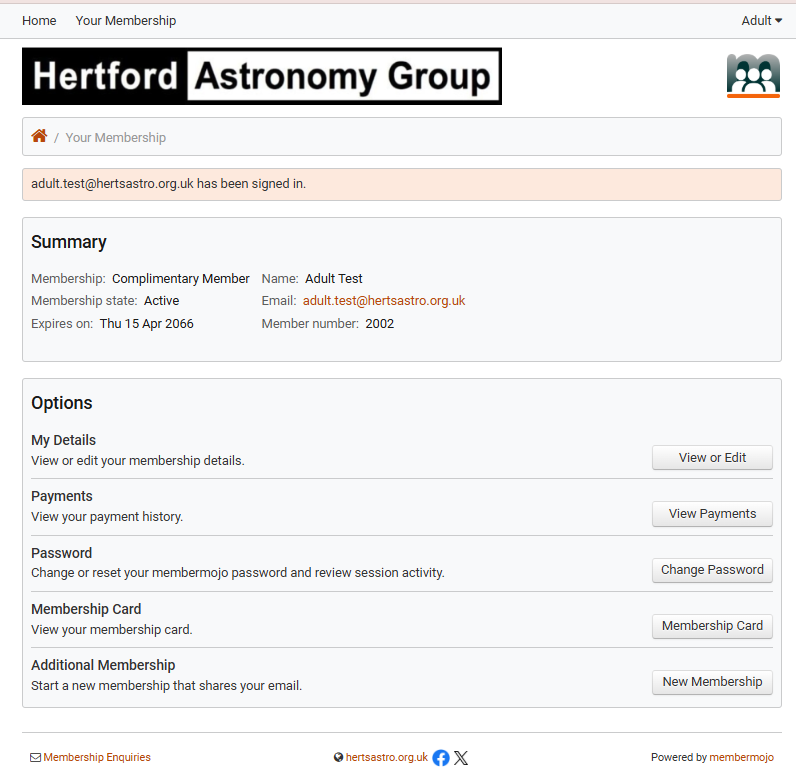 Home Your Membership Adult
Hertford Astronomy Group
/ Your Membership
adult.test@hertsastro.org.uk has been signed in.
Summary
Membership: Complimentary Member Name: Adult Test
Membership state: Active Email: adult.test@hertsastro.org.uk
Expires on: Thu 15 Apr 2066 Member number: 2002
Options
My Details
View or edit your membership details.
View or Edit
Payments
View your payment history.
View Payments
Password
Change or reset your membermojo password and review session activity.
Change Password
Membership Card
View your membership card.
Membership Card
Additional Membership
Start a new membership that shares your email.
New Membership
Membership Enquiries hertsastro.org.uk Powered by membermojo